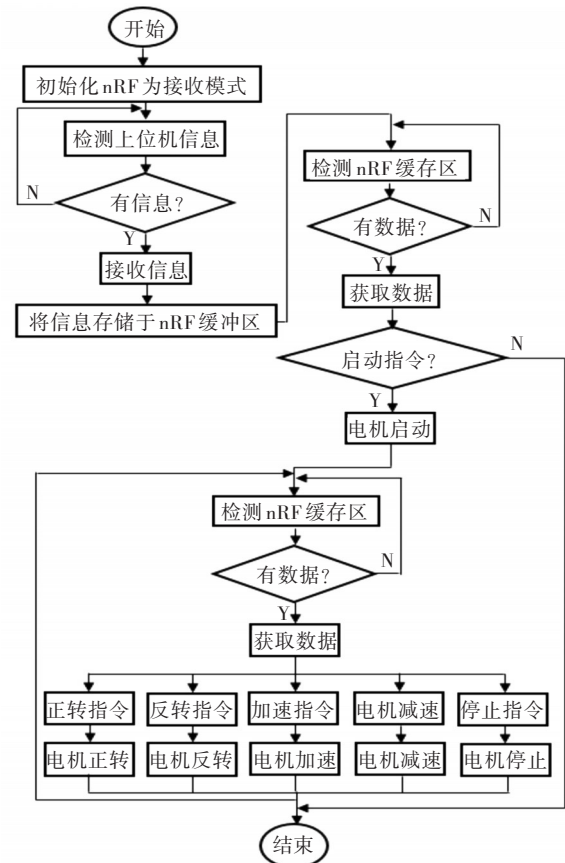 开始
初始化nRF为接收模式
检测上位机信息
有信息?
N
Y
接收信息
将信息存储于nRF缓冲区
检测nRF缓存区
有数据?
N
Y
获取数据
启动指令?
N
Y
电机启动
检测nRF缓存区
有数据?
N
Y
获取数据
正转指令 反转指令 加速指令 电机减速 停止指令
电机正转 电机反转 电机加速 电机减速 电机停止
结束